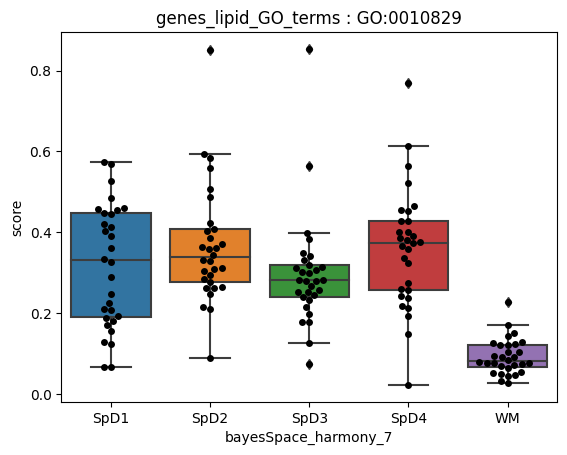 genes_lipid_GO_terms : GO:0010829
0.8
0.6
0.4
0.2
0.0
score
SpD1 SpD2 SpD3 SpD4 WM
bayesSpace_harmony_7